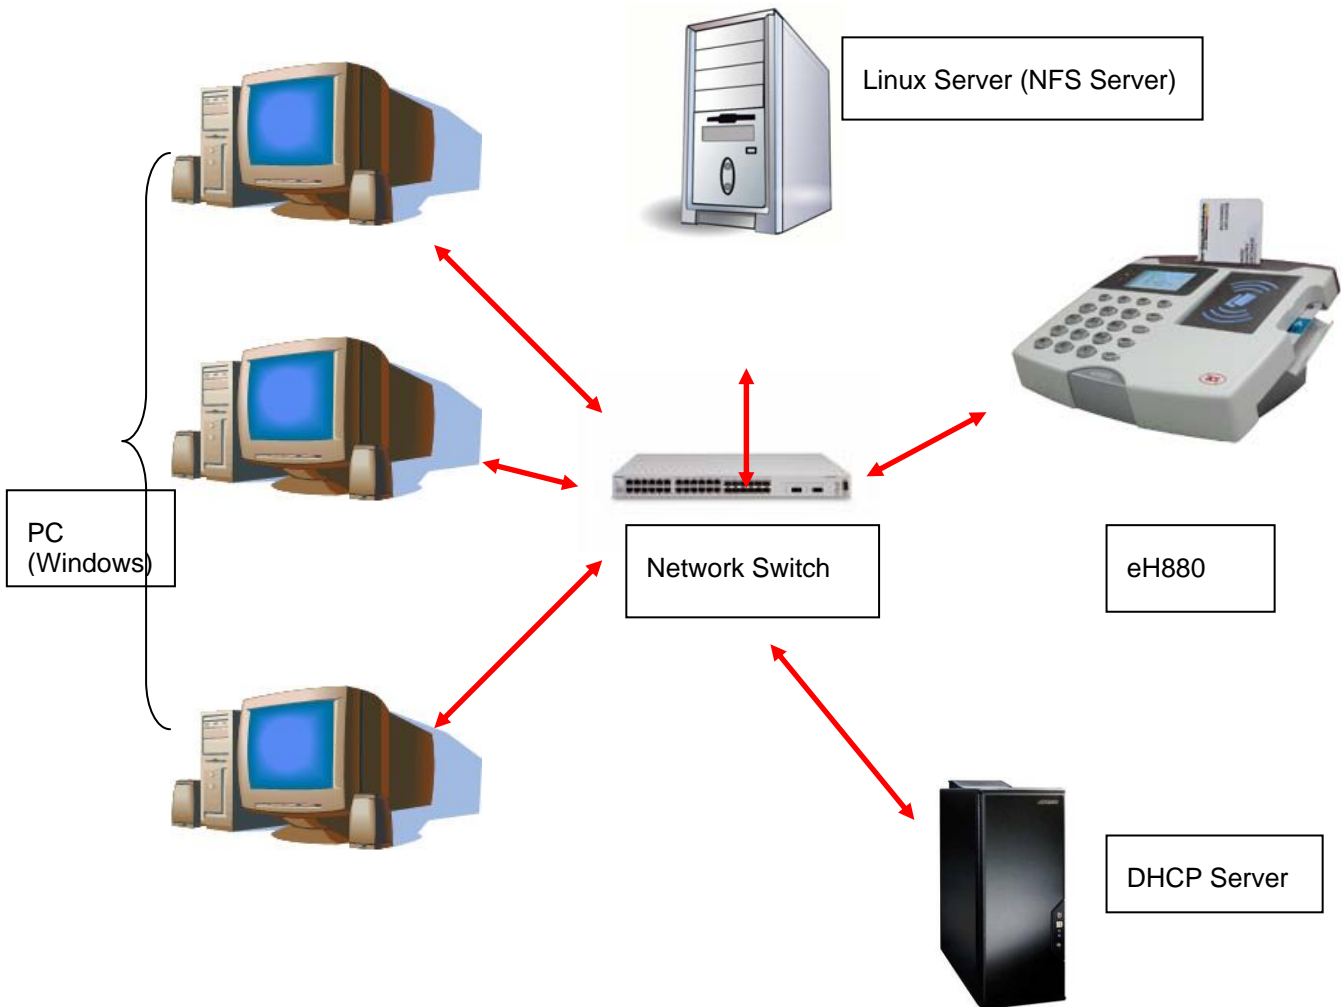 Linux Server (NFS Server)
PC
(Windows)
Network Switch
eH880
DHCP Server